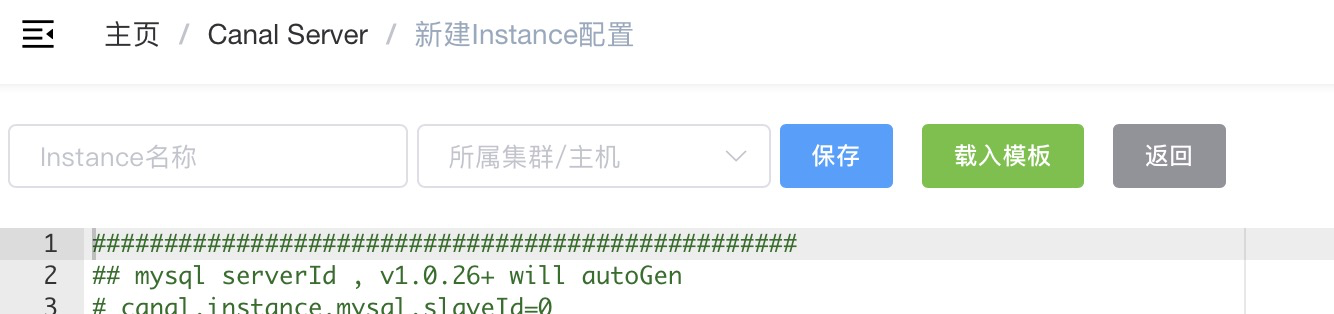 主页 / Canal Server / 新建Instance配置
Instance名称 所属集群/主机 保存 载入模板 返回
1 #################################################
2 ## mysql serverId , v1.0.26+ will autoGen
3 # canal.instance.mysql.slaveId=0